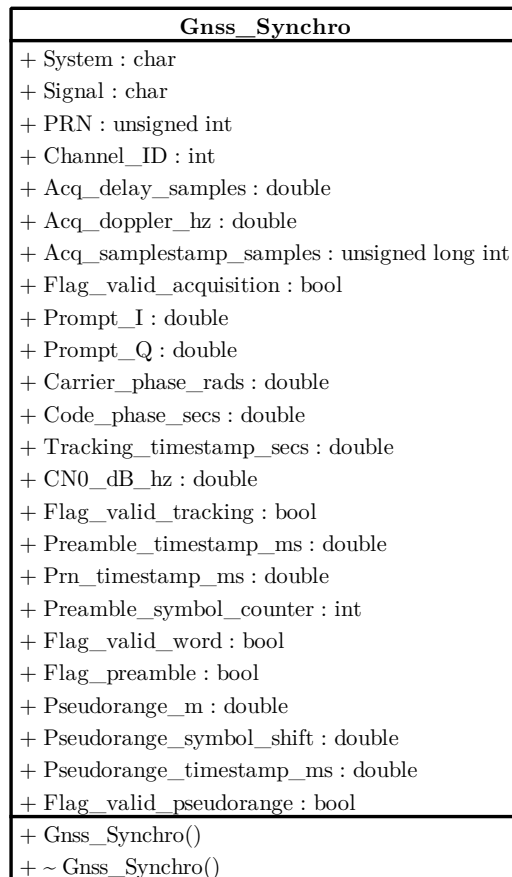 Gnss_Synchro
+ System : char
+ Signal : char
+ PRN : unsigned int
+ Channel_ID : int
+ Acq_delay_samples : double
+ Acq_doppler_hz : double
+ Acq_samplestamp_samples : unsigned long int
+ Flag_valid_acquisition : bool
+ Prompt_I : double
+ Prompt_Q : double
+ Carrier_phase_rads : double
+ Code_phase_secs : double
+ Tracking_timestamp_secs : double
+ CN0_dB_hz : double
+ Flag_valid_tracking : bool
+ Preamble_timestamp_ms : double
+ Prn_timestamp_ms : double
+ Preamble_symbol_counter : int
+ Flag_valid_word : bool
+ Flag_preamble : bool
+ Pseudorange_m : double
+ Pseudorange_symbol_shift : double
+ Pseudorange_timestamp_ms : double
+ Flag_valid_pseudorange : bool
+ Gnss_Synchro()
+ ~ Gnss_Synchro()